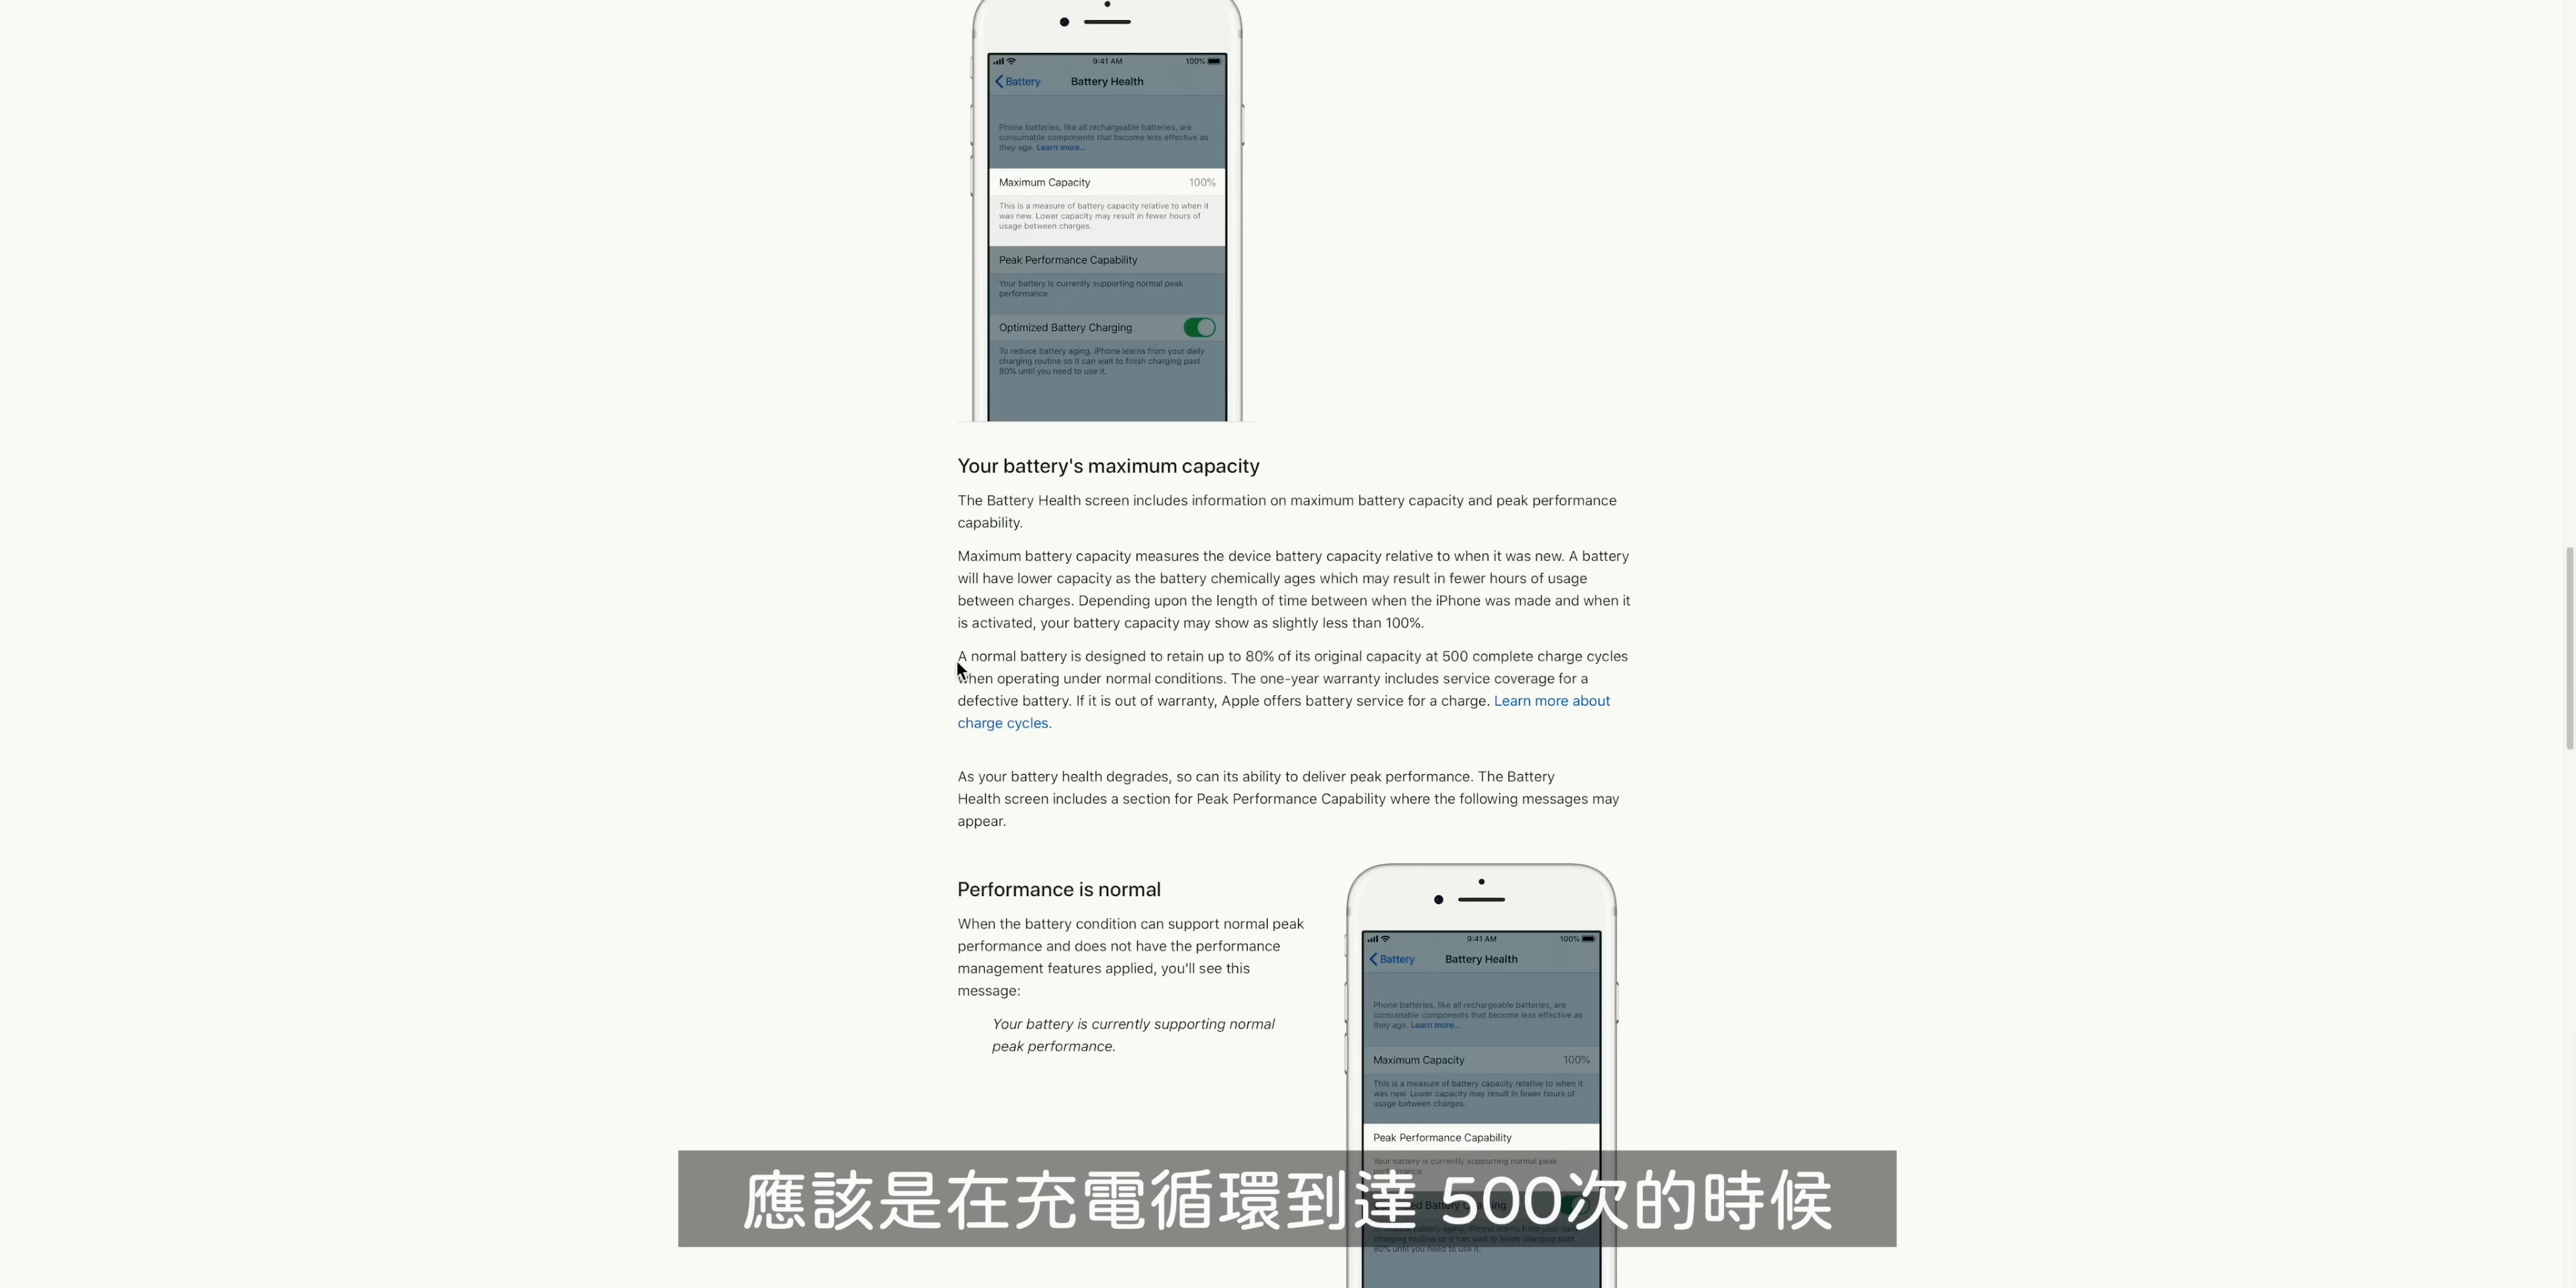 9:41 AM 100%
Battery Battery Health
Phone batteries, like all rechargeable batteries, are
consumable components that become less effective as
they age. Learn more...
Maximum Capacity 100%
This is a measure of battery capacity relative to when it
was new. Lower capacity may result in fewer hours of
usage between charges.
Peak Performance Capability
Your battery is currently supporting normal peak
performance.
Optimized Battery Charging
To reduce battery aging, iPhone learns from your daily
charging routine so it can wait to finish charging past
80% until you need to use it.
Your battery's maximum capacity
The Battery Health screen includes information on maximum battery capacity and peak performance
capability.
Maximum battery capacity measures the device battery capacity relative to when it was new. A battery
will have lower capacity as the battery chemically ages which may result in fewer hours of usage
between charges. Depending upon the length of time between when the iPhone was made and when it
is activated, your battery capacity may show as slightly less than 100%.
A normal battery is designed to retain up to 80% of its original capacity at 500 complete charge cycles
when operating under normal conditions. The one-year warranty includes service coverage for a
defective battery. If it is out of warranty, Apple offers battery service for a charge. Learn more about
charge cycles.
As your battery health degrades, so can its ability to deliver peak performance. The Battery
Health screen includes a section for Peak Performance Capability where the following messages may
appear.
Performance is normal
When the battery condition can support normal peak
performance and does not have the performance
management features applied, you'll see this
message:
Your battery is currently supporting normal
peak performance.
9:41 AM 100%
Battery Battery Health
Phone batteries, like all rechargeable batteries, are
consumable components that become less effective as
they age. Learn more...
Maximum Capacity 100%
This is a measure of battery capacity relative to when it
was new. Lower capacity may result in fewer hours of
usage between charges.
Peak Performance Capability
Your battery is currently supporting normal peak
應該是在充電循環到達 500次的時候
80% until you need to use it.